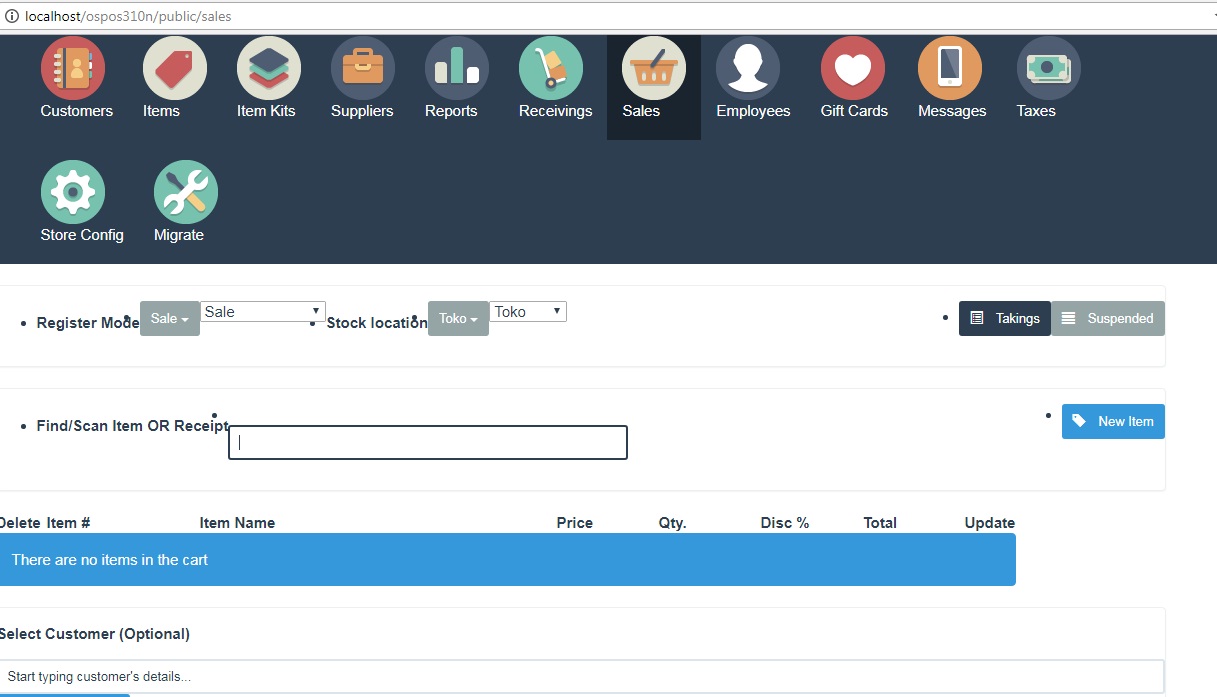 localhost/ospos310n/public/sales
Customers Items Item Kits Suppliers Reports Receivings Sales Employees Gift Cards Messages Taxes
Store Config Migrate
Register Mode Sale Sale Stock location Toko Toko Takings Suspended
Find/Scan Item OR Receipt New Item
Delete Item # Item Name Price Qty. Disc % Total Update
There are no items in the cart
Select Customer (Optional)
Start typing customer's details...